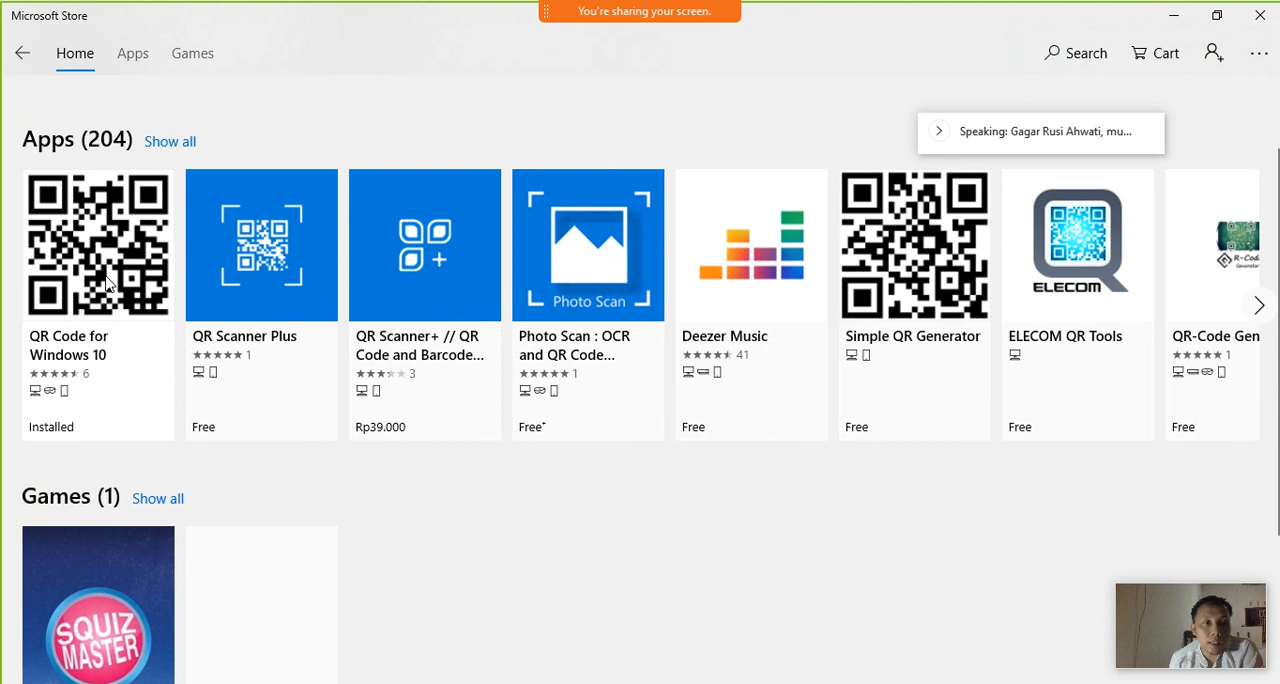 You're sharing your screen.
Microsoft Store
Home Apps Games Search Cart
Speaking: Gagar Rusi Ahwati, mu...
Apps (204) Show all
Photo Scan
ELECOM
R-Code
Generator
QR Code for
Windows 10
6
Installed
QR Scanner Plus
1
Free
QR Scanner+ // QR
Code and Barcode...
3
Rp39.000
Photo Scan : OCR
and QR Code...
1
Free*
Deezer Music
41
Free
Simple QR Generator
Free
ELECOM QR Tools
Free
QR-Code Gen
1
Free
Games (1) Show all
SQUIZ
MASTER